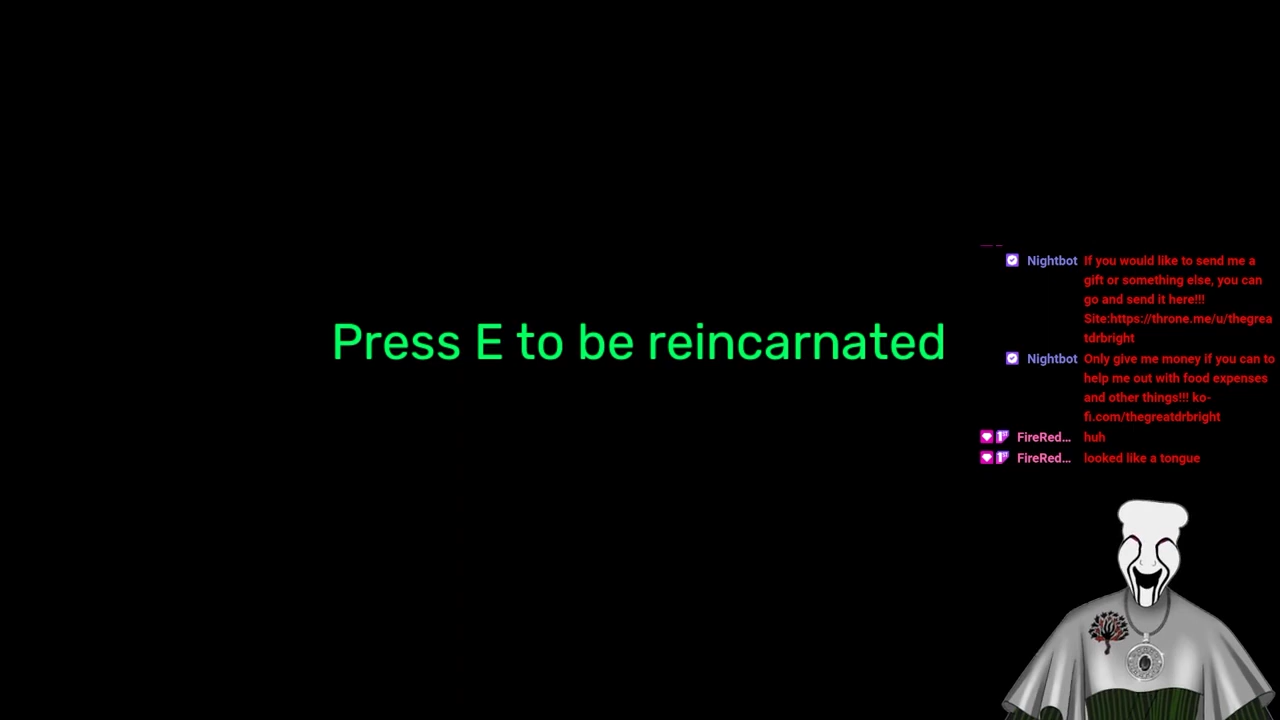 Press E to be reincarnated
Nightbot If you would like to send me a
gift or something else, you can
go and send it here!!!
Site:https://throne.me/u/thegrea
tdrbright
Nightbot Only give me money if you can to
help me out with food expenses
and other things!!! ko-
fi.com/thegreatdrbright
FireRed... huh
FireRed... looked like a tongue